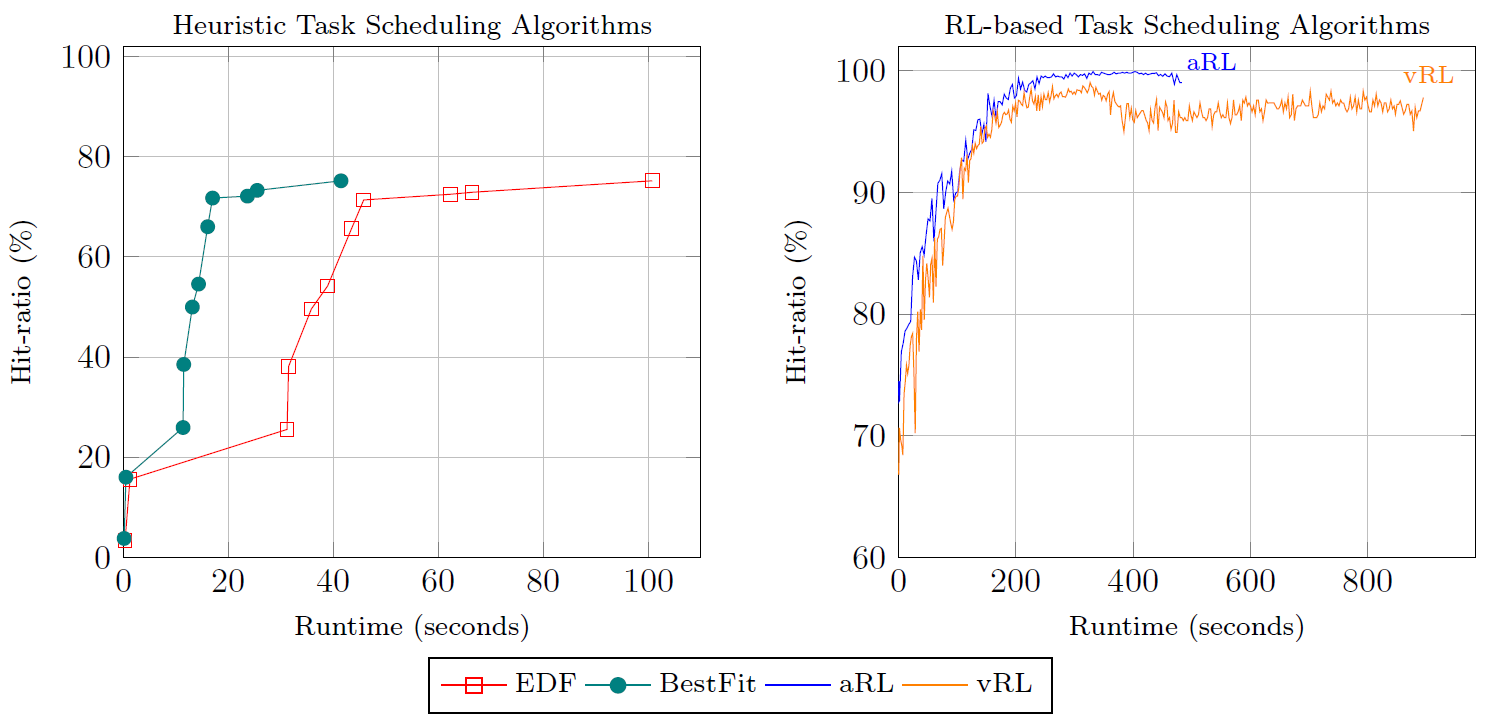 Heuristic Task Scheduling Algorithms
Hit-ratio (%)
100
80
60
40
20
0
0 20 40 60 80 100
Runtime (seconds)
RL-based Task Scheduling Algorithms
Hit-ratio (%)
100
90
80
70
60
aRL
vRL
0 200 400 600 800
Runtime (seconds)
EDF BestFit aRL vRL